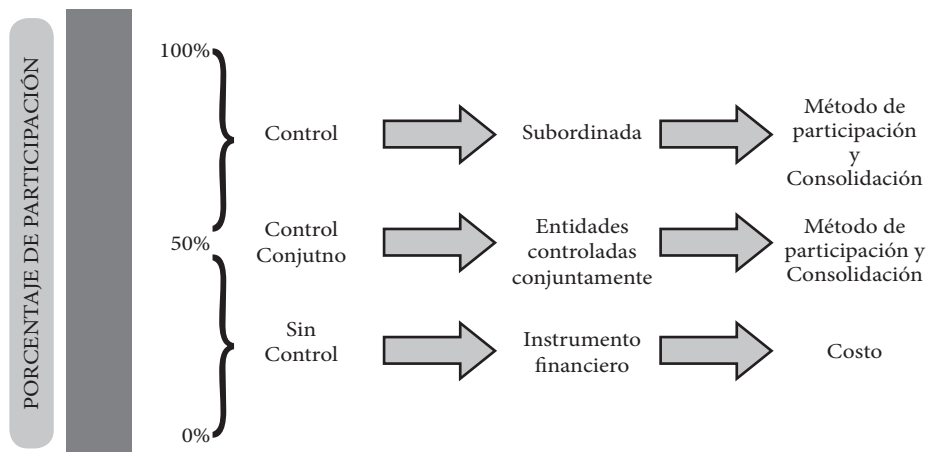 PORCENTAJE DE PARTICIPACIÓN
100%
Control
Subordinada
Método de
participación
y
Consolidación
50%
Control
Conjutno
Entidades
controladas
conjuntamente
Método de
participación y
Consolidación
Sin
Control
Instrumento
financiero
Costo
0%